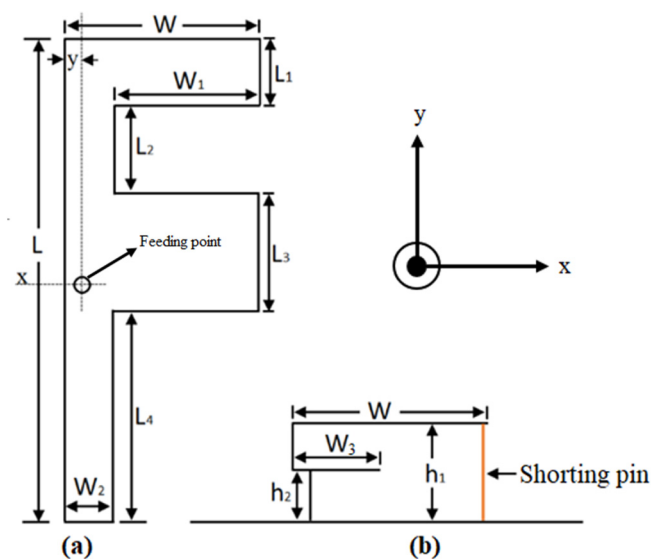 W
y
W₁
L₁
L₂
y
L
Feeding point
L₃
x
x
L₄
W
W₃
h₁
Shorting pin
W₂
h₂
(a)
(b)